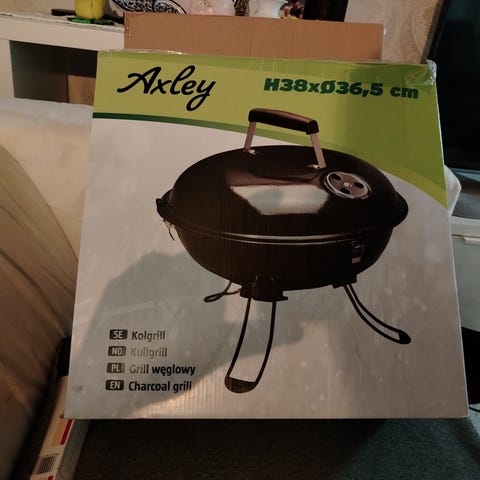 Axley
H38xØ36,5 cm
SE Kolgrill
NO Kullgrill
PL Grill węglowy
EN Charcoal grill